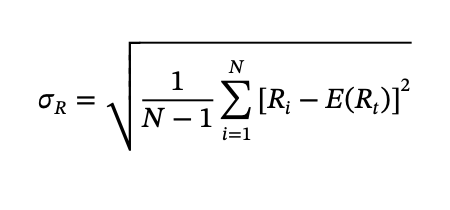 σ_R = √(1/(N − 1) ∑_{i=1}^{N} [R_i − E(R_t)]²)